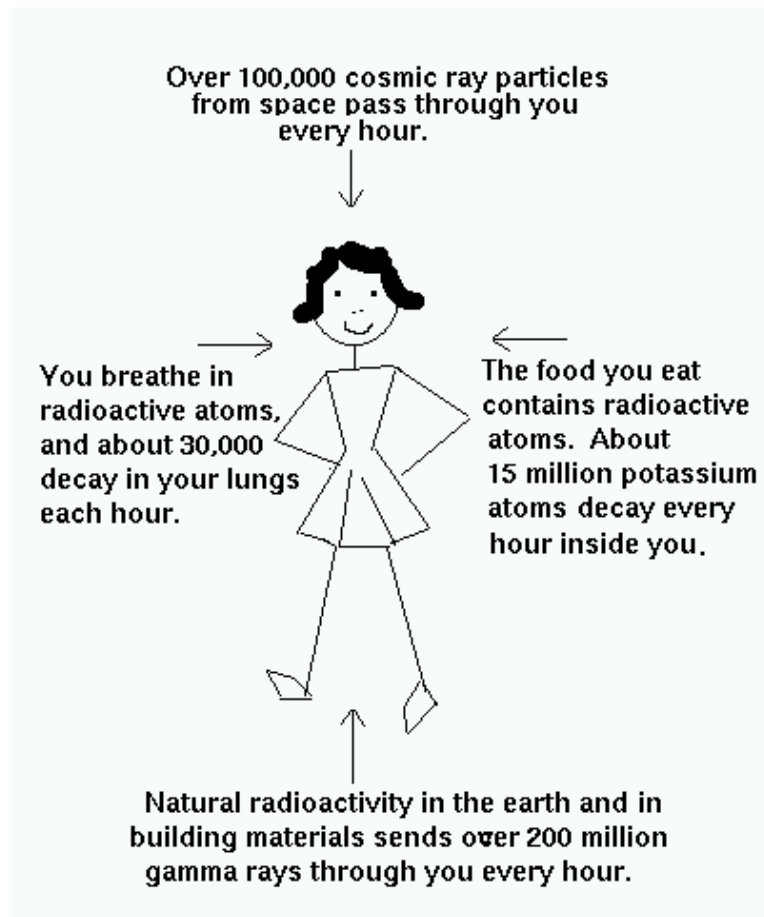 Over 100,000 cosmic ray particles
from space pass through you
every hour.
You breathe in
radioactive atoms,
and about 30,000
decay in your lungs
each hour.
The food you eat
contains radioactive
atoms. About
15 million potassium
atoms decay every
hour inside you.
Natural radioactivity in the earth and in
building materials sends over 200 million
gamma rays through you every hour.